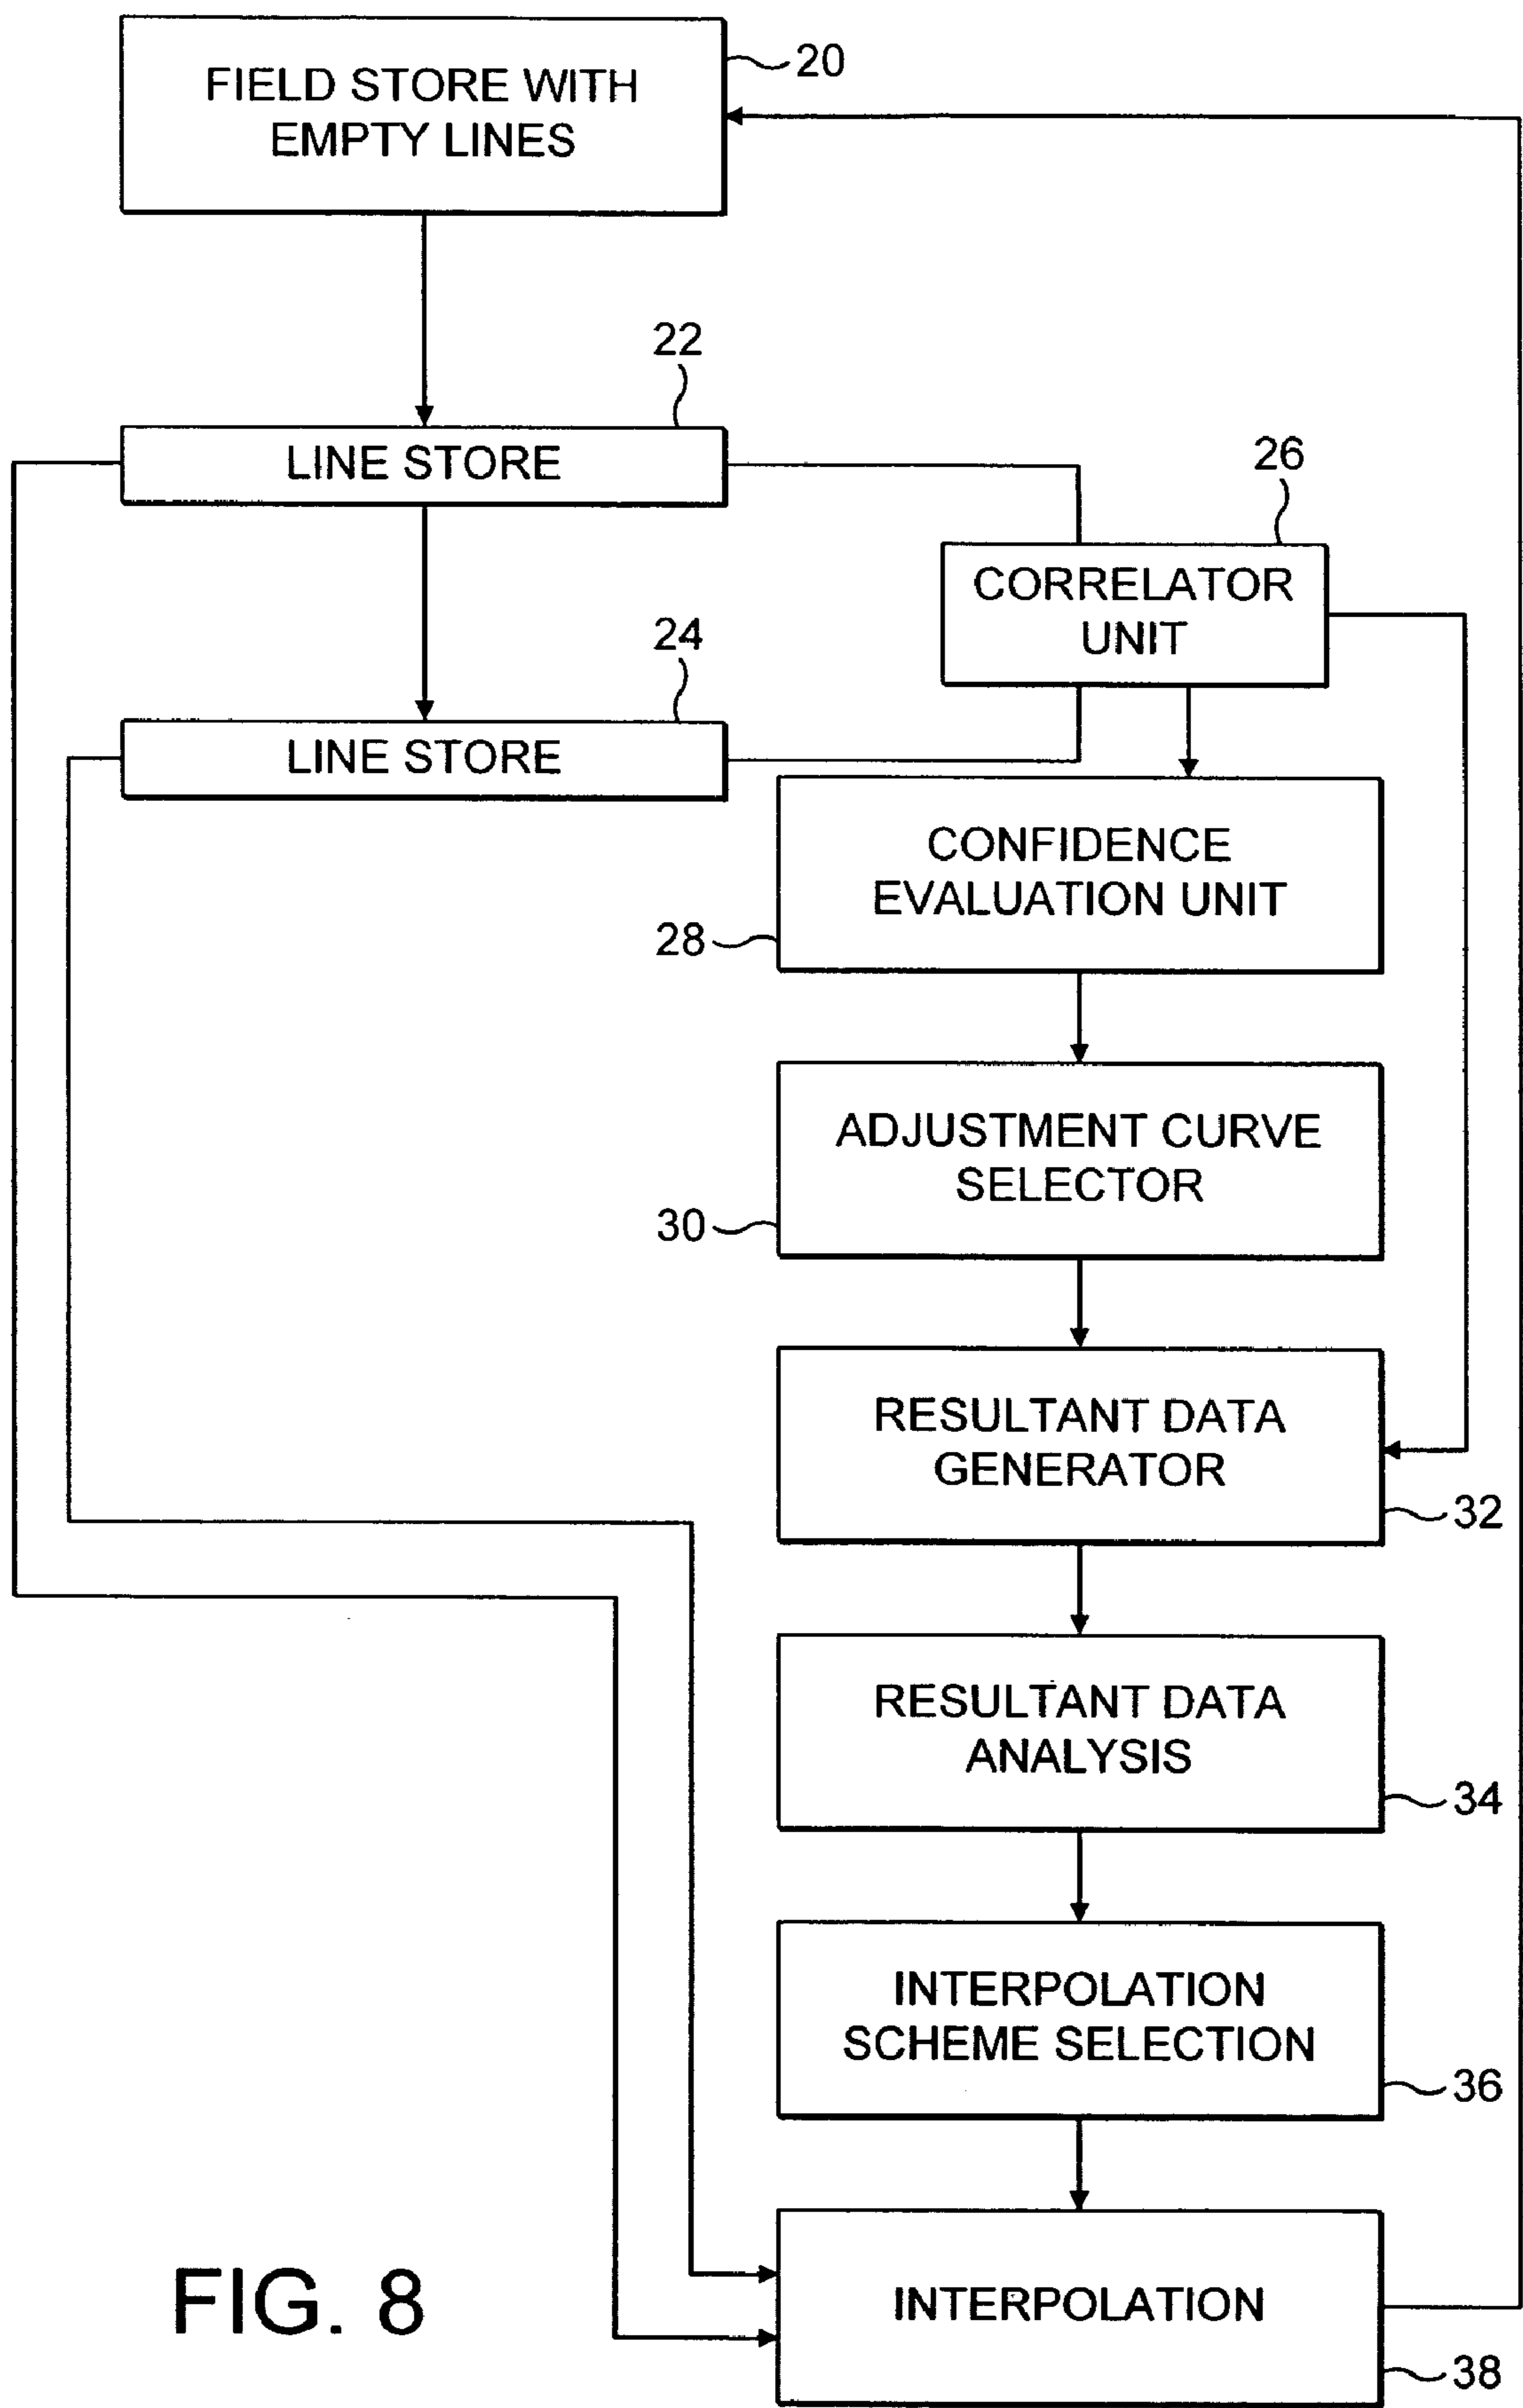 FIELD STORE WITH
EMPTY LINES
20
22
LINE STORE
26
CORRELATOR
UNIT
24
LINE STORE
CONFIDENCE
EVALUATION UNIT
28
ADJUSTMENT CURVE
SELECTOR
30
RESULTANT DATA
GENERATOR
32
RESULTANT DATA
ANALYSIS
34
INTERPOLATION
SCHEME SELECTION
36
INTERPOLATION
38
FIG. 8